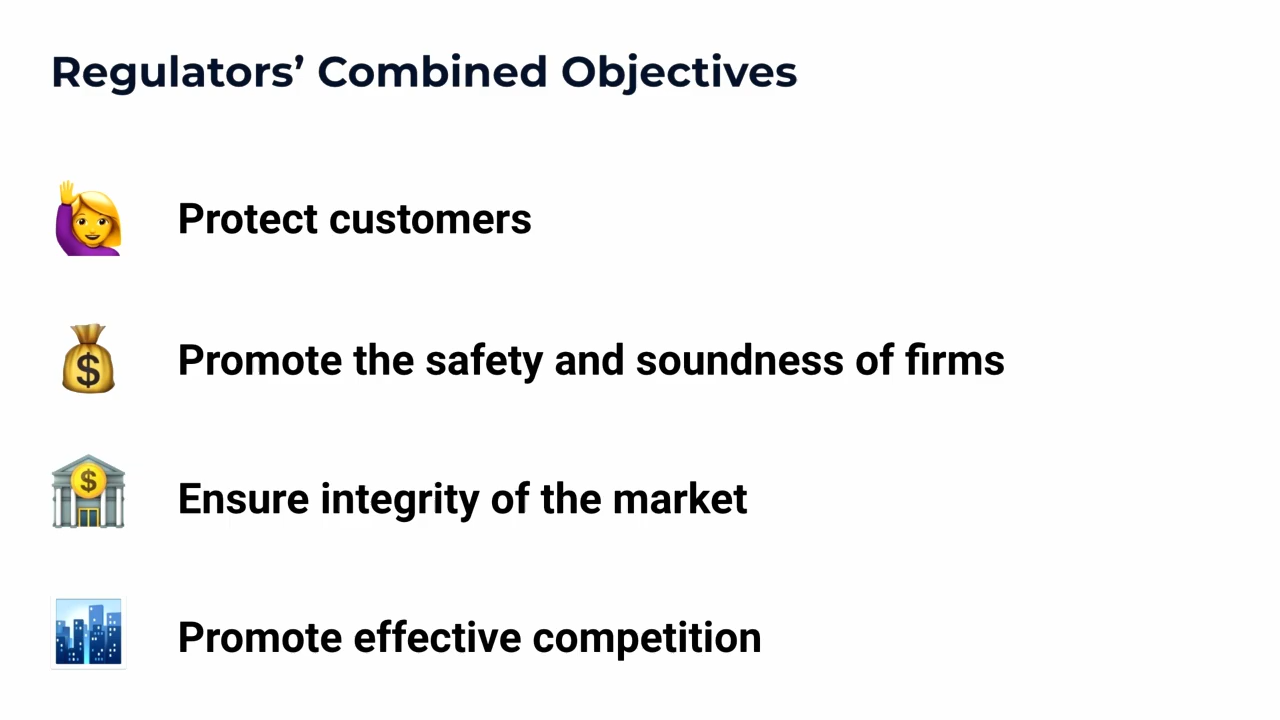 Regulators’ Combined Objectives
Protect customers
Promote the safety and soundness of firms
Ensure integrity of the market
Promote effective competition